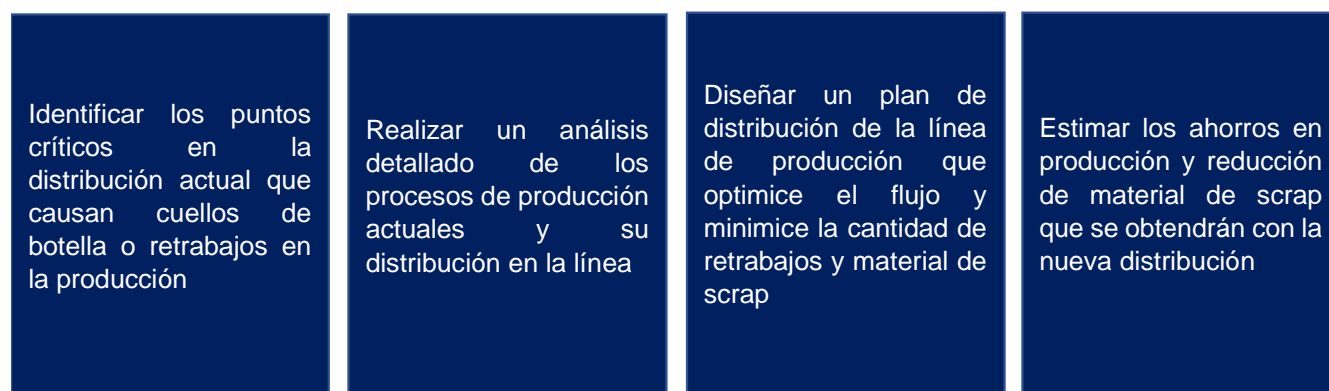 Identificar los puntos
críticos en la
distribución actual que
causan cuellos de
botella o retrabajos en
la producción
Realizar un análisis
detallado de los
procesos de producción
actuales y su
distribución en la línea
Diseñar un plan de
distribución de la línea
de producción que
optimice el flujo y
minimice la cantidad de
retrabajos y material de
scrap
Estimar los ahorros en
producción y reducción
de material de scrap
que se obtendrán con la
nueva distribución